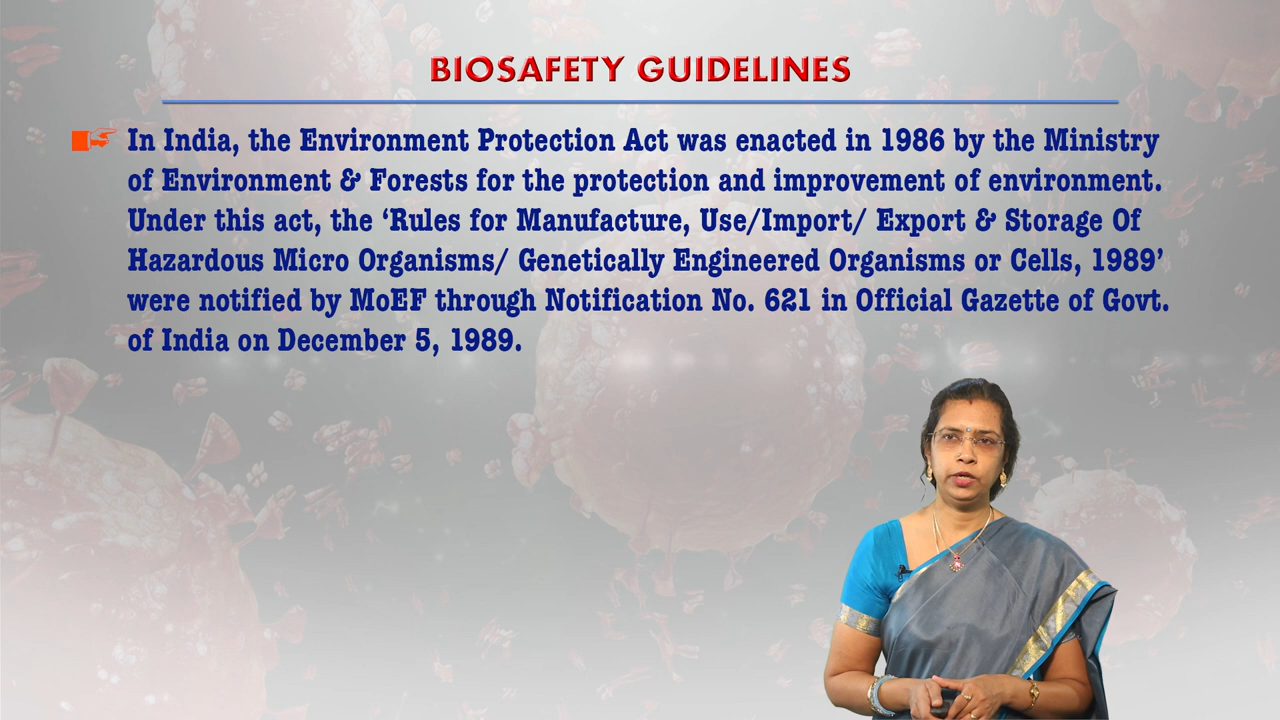 BIOSAFETY GUIDELINES
In India, the Environment Protection Act was enacted in 1986 by the Ministry
of Environment & Forests for the protection and improvement of environment.
Under this act, the ‘Rules for Manufacture, Use/Import/ Export & Storage Of
Hazardous Micro Organisms/ Genetically Engineered Organisms or Cells, 1989’
were notified by MoEF through Notification No. 621 in Official Gazette of Govt.
of India on December 5, 1989.